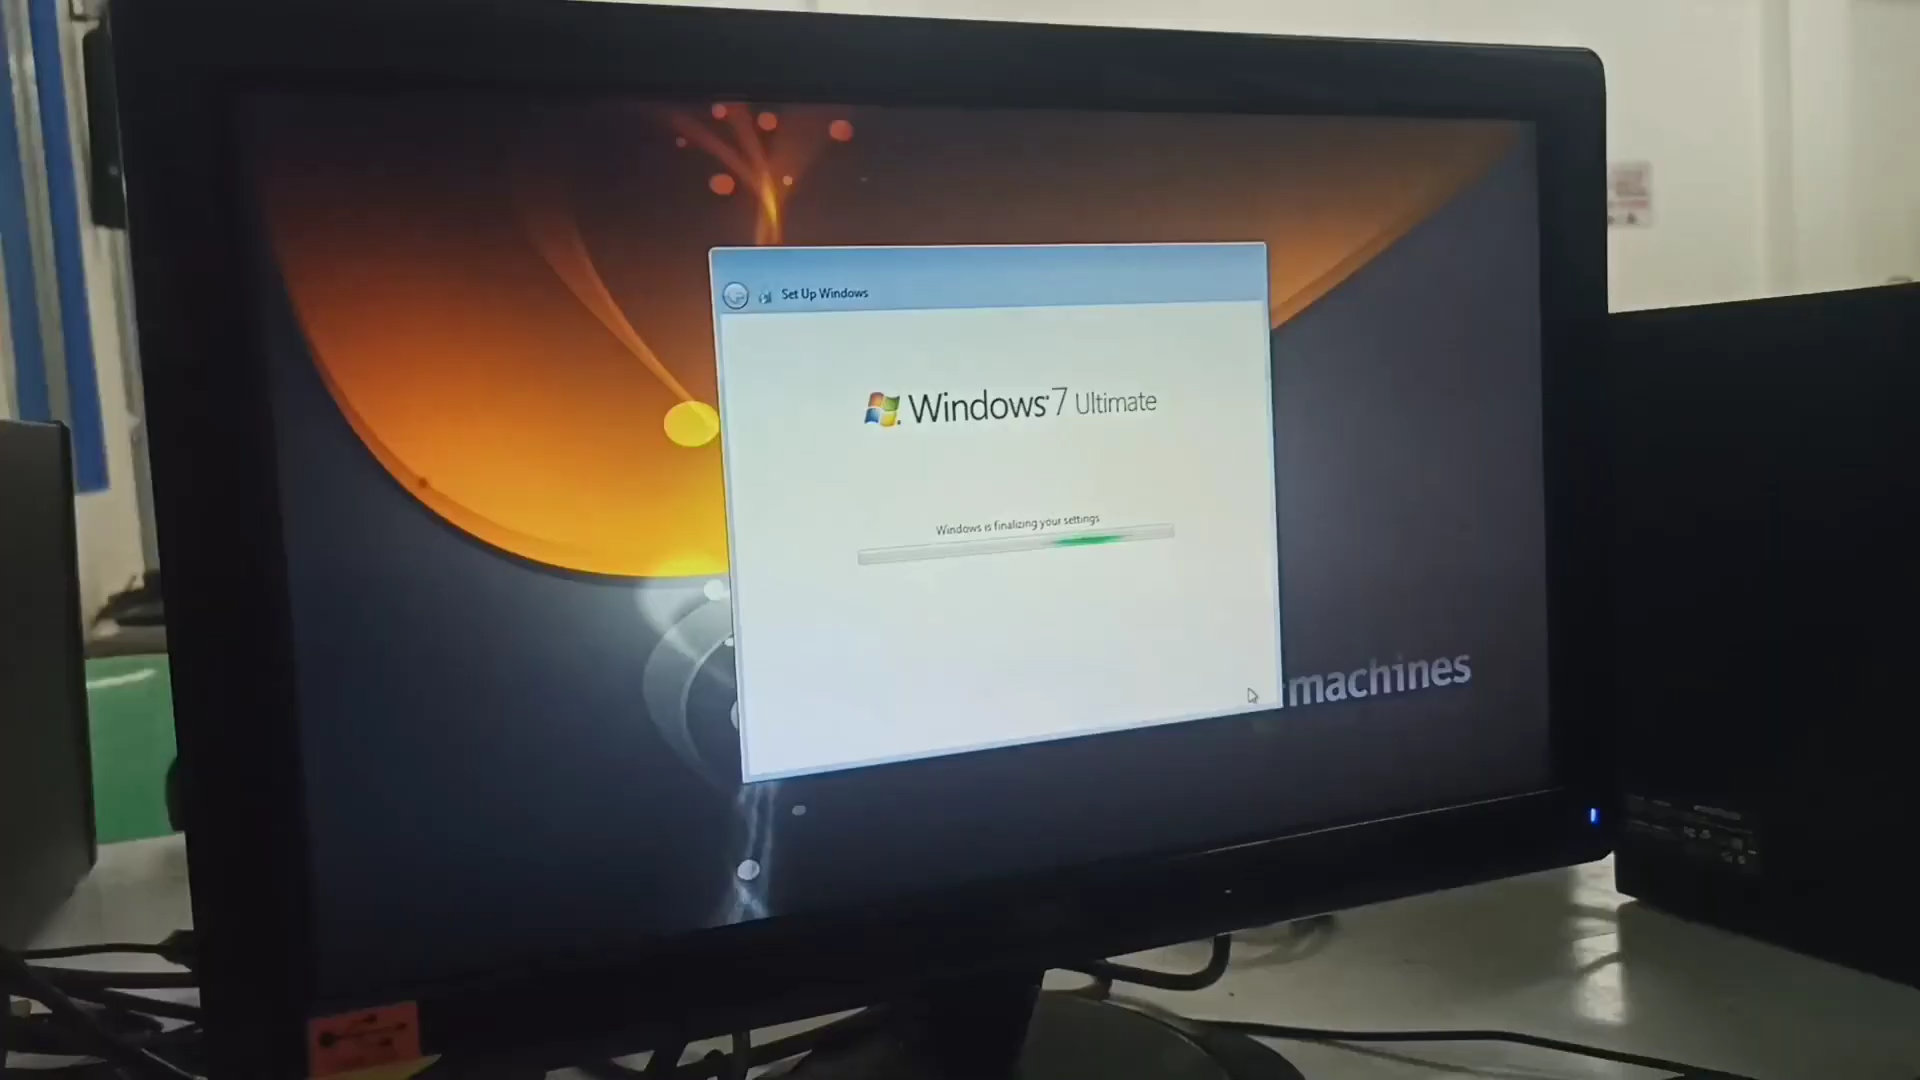 Set Up Windows
Windows 7 Ultimate
Windows is finalizing your settings
machines